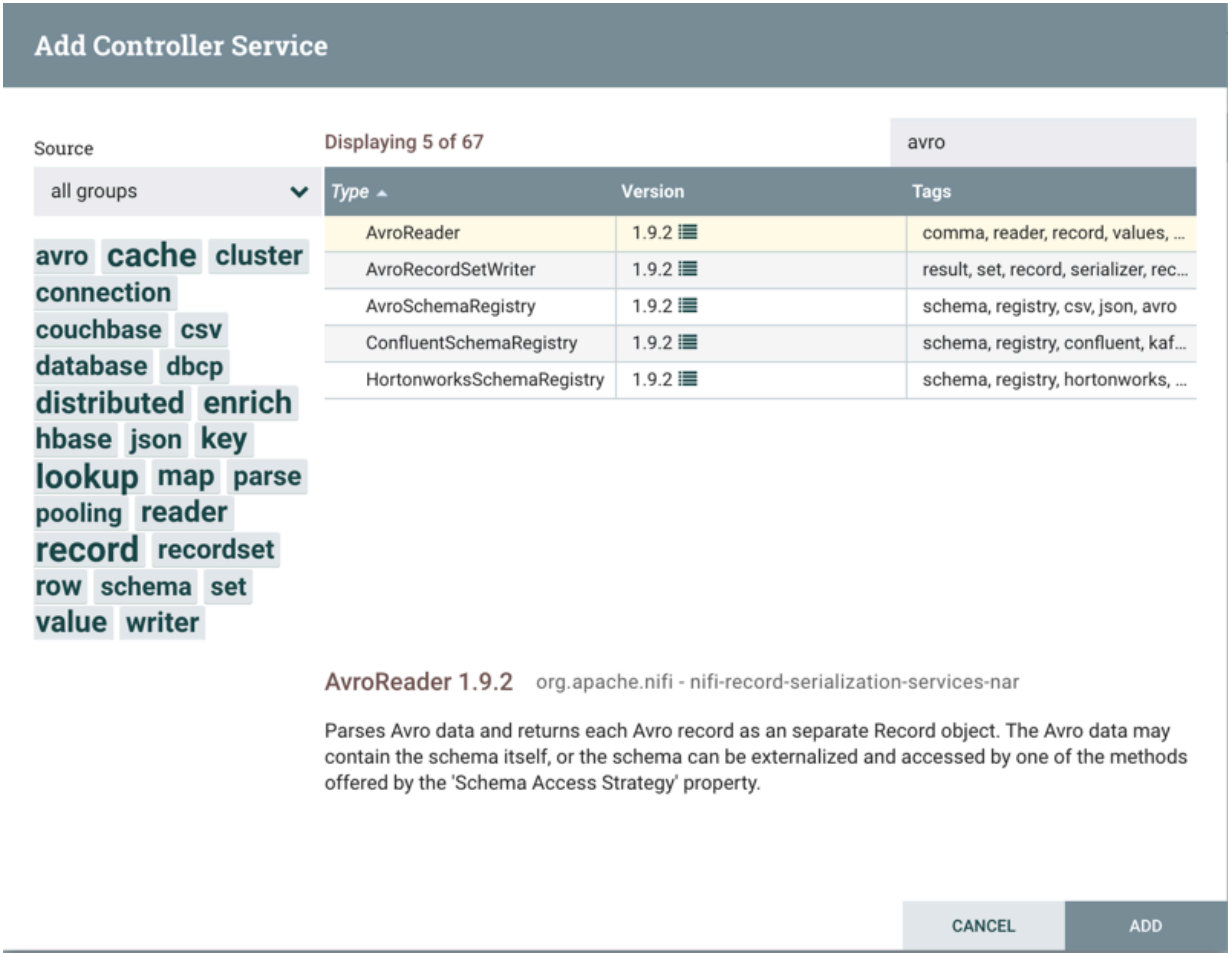 Add Controller Service
Source
all groups
avro cache cluster
connection
couchbase csv
database dbcp
distributed enrich
hbase json key
lookup map parse
pooling reader
record recordset
row schema set
value writer
Displaying 5 of 67
avro
Type Version Tags
AvroReader 1.9.2 comma, reader, record, values, ...
AvroRecordSetWriter 1.9.2 result, set, record, serializer, rec...
AvroSchemaRegistry 1.9.2 schema, registry, csv, json, avro
ConfluentSchemaRegistry 1.9.2 schema, registry, confluent, kaf...
HortonworksSchemaRegistry 1.9.2 schema, registry, hortonworks, ...
AvroReader 1.9.2 org.apache.nifi - nifi-record-serialization-services-nar
Parses Avro data and returns each Avro record as an separate Record object. The Avro data may
contain the schema itself, or the schema can be externalized and accessed by one of the methods
offered by the 'Schema Access Strategy' property.
CANCEL ADD